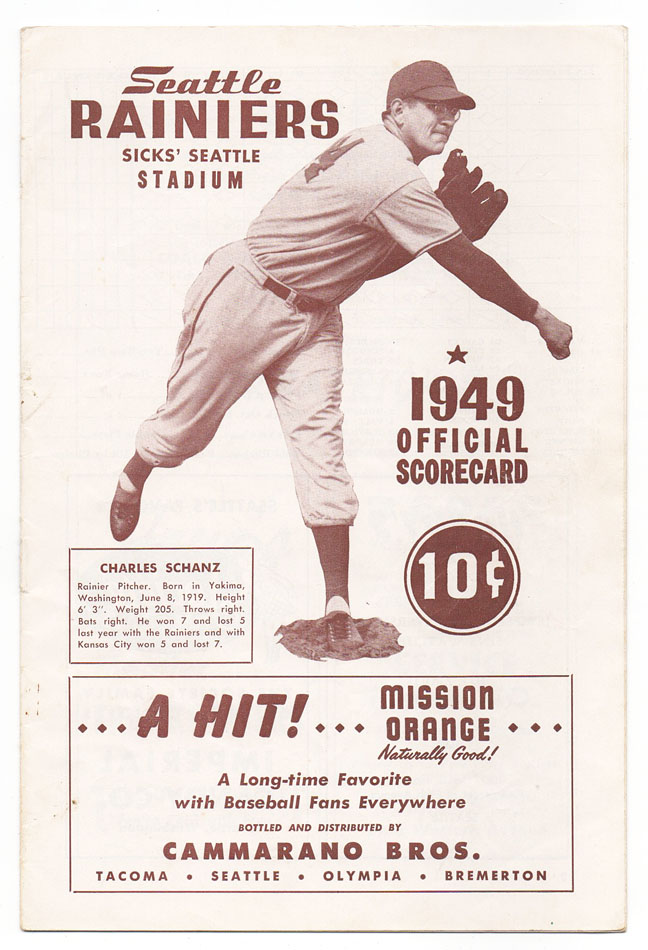 Seattle
RAINIERS
SICKS' SEATTLE
STADIUM
★
1949
OFFICIAL
SCORECARD
10¢
CHARLES SCHANZ
Rainier Pitcher. Born in Yakima,
Washington, June 8, 1919. Height
6' 3". Weight 205. Throws right.
Bats right. He won 7 and lost 5
last year with the Rainiers and with
Kansas City won 5 and lost 7.
...A HIT!...
MISSION
ORANGE
...
Naturally Good!
A Long-time Favorite
with Baseball Fans Everywhere
BOTTLED AND DISTRIBUTED BY
CAMMARANO BROS.
TACOMA • SEATTLE • OLYMPIA • BREMERTON